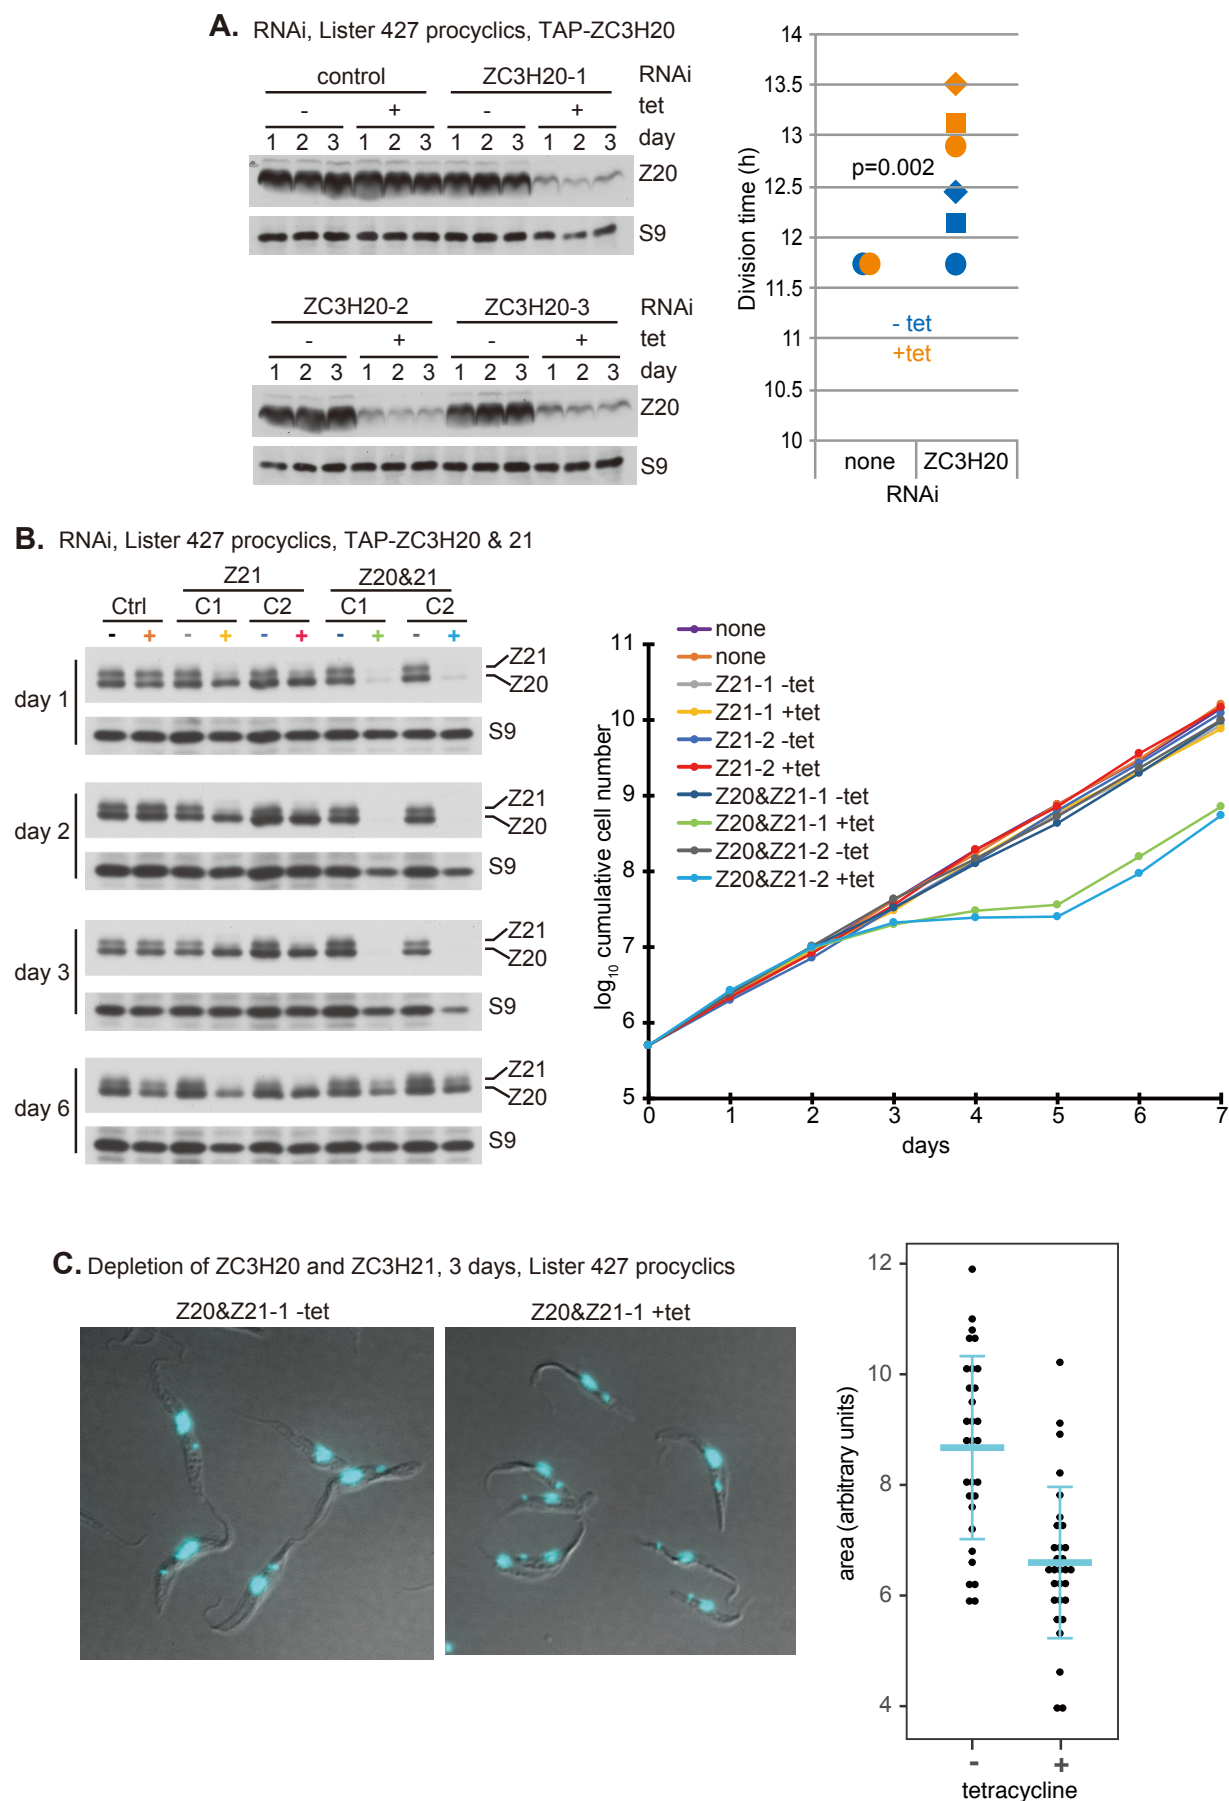 A. RNAi, Lister 427 procyclics, TAP-ZC3H20
control ZC3H20-1 RNAi
- + - + tet
1 2 3 1 2 3 1 2 3 1 2 3 day
Z20
S9
ZC3H20-2 ZC3H20-3 RNAi
- + - + tet
1 2 3 1 2 3 1 2 3 1 2 3 day
Z20
S9
Division time (h)
14
13.5
13
12.5
12
11.5
11
10.5
10
p=0.002
- tet
+tet
none ZC3H20
RNAi
B. RNAi, Lister 427 procyclics, TAP-ZC3H20 & 21
Z21 Z20&21
Ctrl C1 C2 C1 C2
- + - + - + - + - +
day 1
Z21
Z20
S9
day 2
Z21
Z20
S9
day 3
Z21
Z20
S9
day 6
Z21
Z20
S9
log10 cumulative cell number
11
10
9
8
7
6
5
0 1 2 3 4 5 6 7
days
none
none
Z21-1 -tet
Z21-1 +tet
Z21-2 -tet
Z21-2 +tet
Z20&Z21-1 -tet
Z20&Z21-1 +tet
Z20&Z21-2 -tet
Z20&Z21-2 +tet
C. Depletion of ZC3H20 and ZC3H21, 3 days, Lister 427 procyclics
Z20&Z21-1 -tet Z20&Z21-1 +tet
area (arbitrary units)
12
10
8
6
4
- +
tetracycline